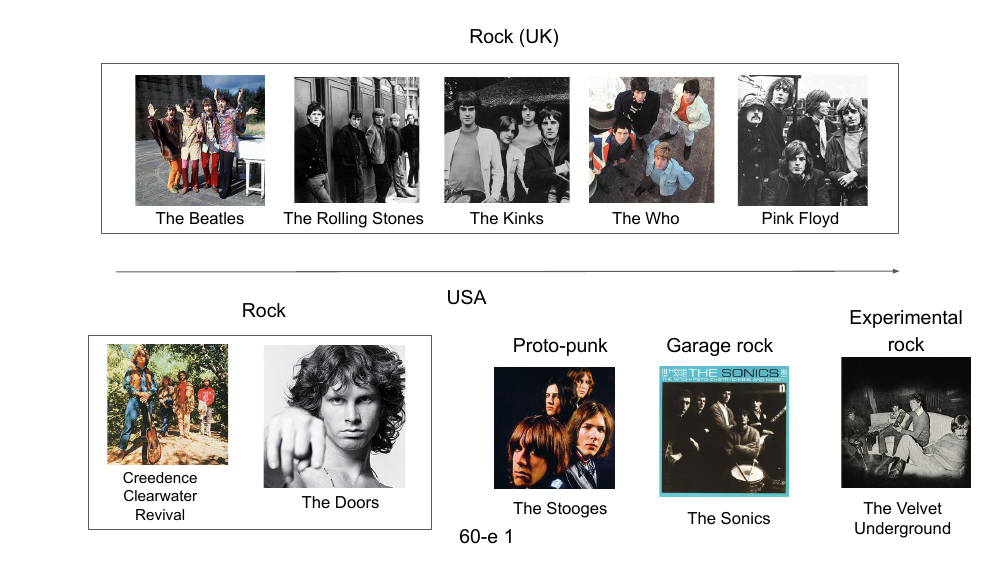 Rock (UK)
The Beatles
The Rolling Stones
The Kinks
The Who
Pink Floyd
USA
Rock
Creedence
Clearwater
Revival
The Doors
Proto-punk
The Stooges
Garage rock
THE SONICS
The Sonics
Experimental
rock
The Velvet
Underground
60-e 1